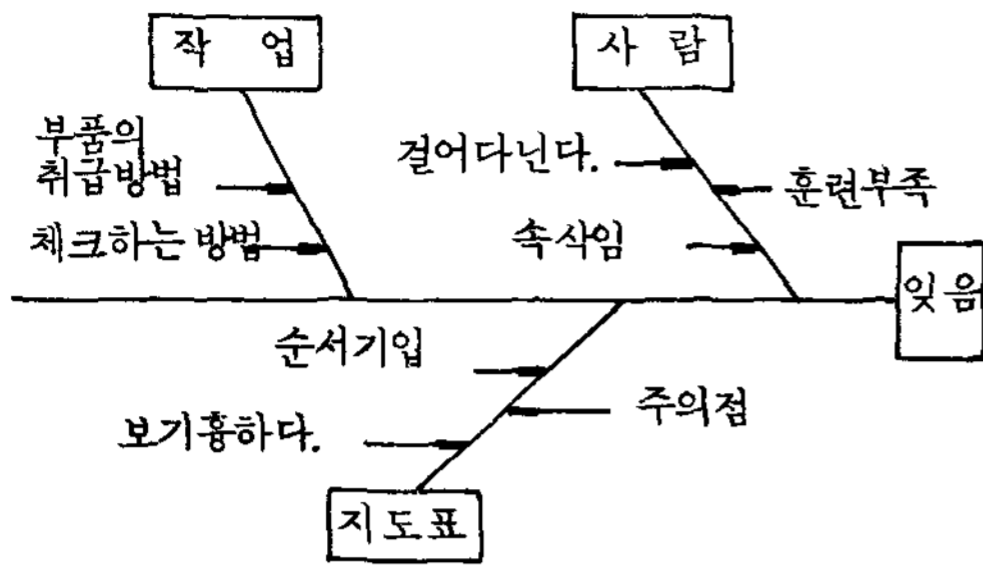 작 업
사 람
부품의
취급방법
체크하는 방법
걸어다닌다.
훈련부족
속삭임
잊음
순서기입
주의점
보기흉하다.
지도표